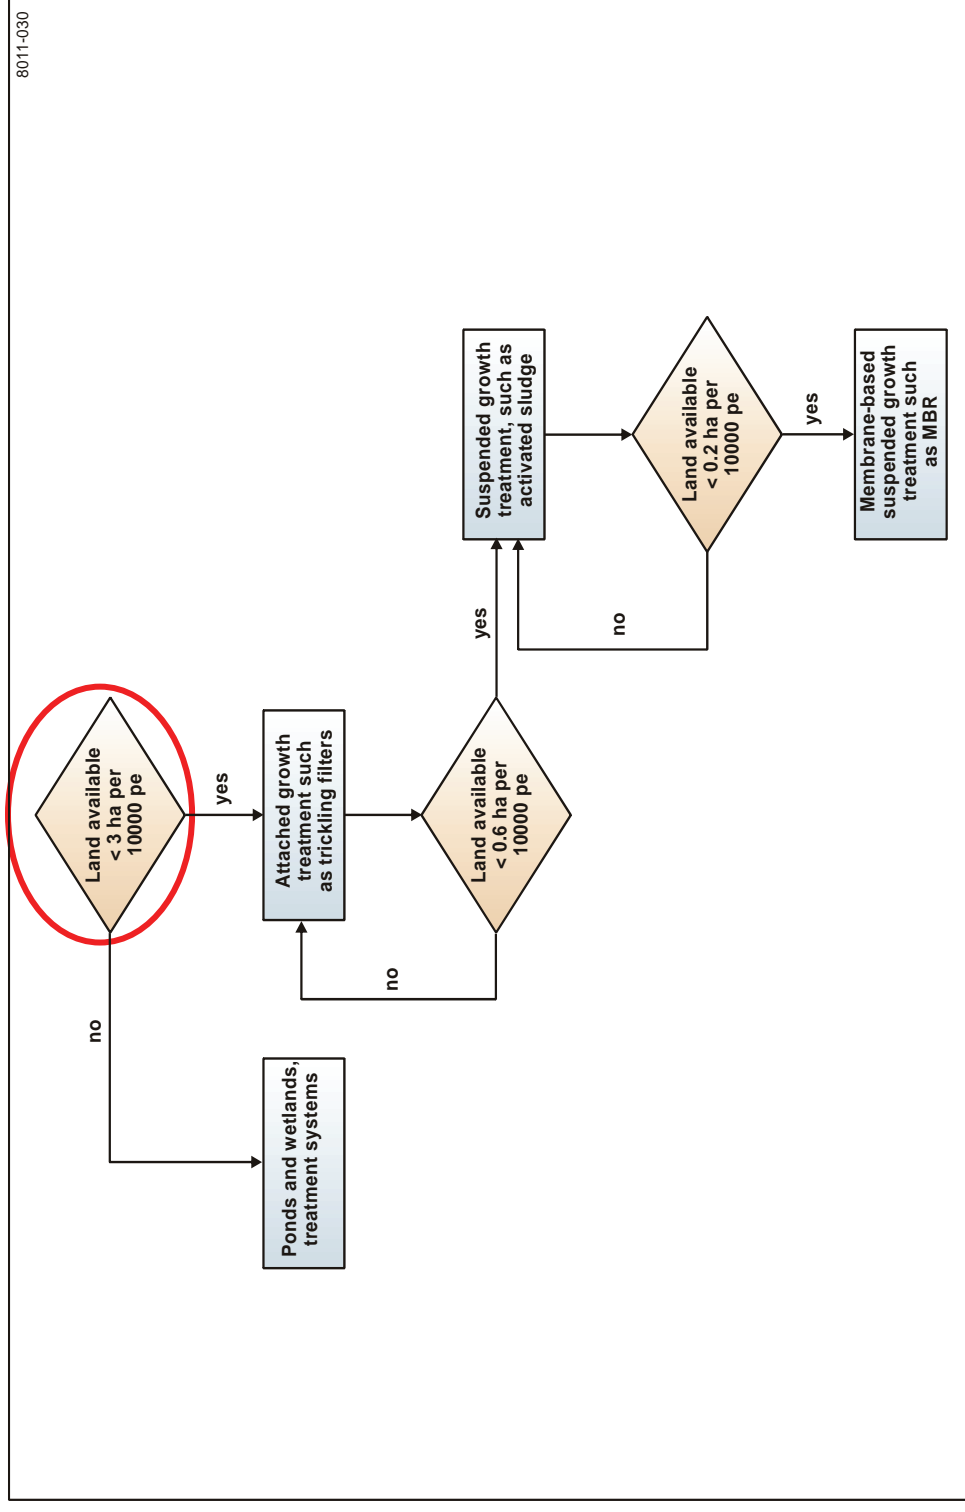 8011-030
Land available
< 3 ha per
10000 pe
no
yes
Ponds and wetlands,
treatment systems
Attached growth
treatment such
as trickling filters
Land available
< 0.6 ha per
10000 pe
no
yes
Suspended growth
treatment, such as
activated sludge
Land available
< 0.2 ha per
10000 pe
no
yes
Membrane-based
suspended growth
treatment such
as MBR